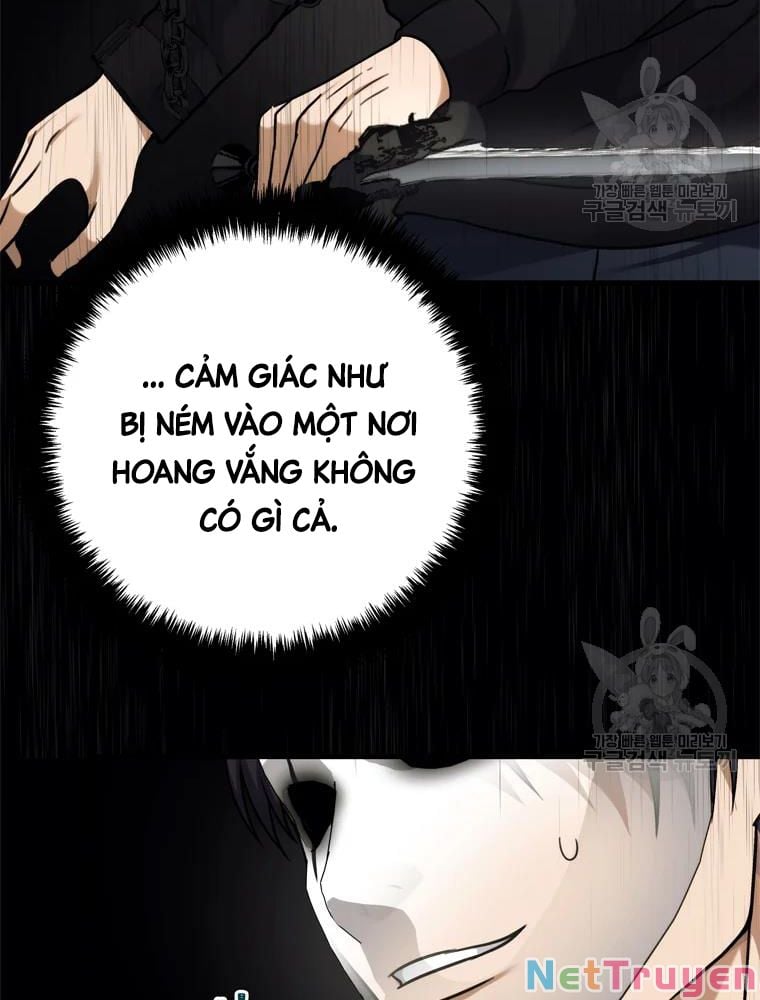 가장 빠른 웹툰 미리보기
구글검색 뉴토끼
... CẢM GIÁC NHƯ
BỊ NÉM VÀO MỘT NƠI
HOANG VẮNG KHÔNG
CÓ GÌ CẢ.
가장 빠른 웹툰 미리보기
구글검색 뉴토끼
NetTruyen